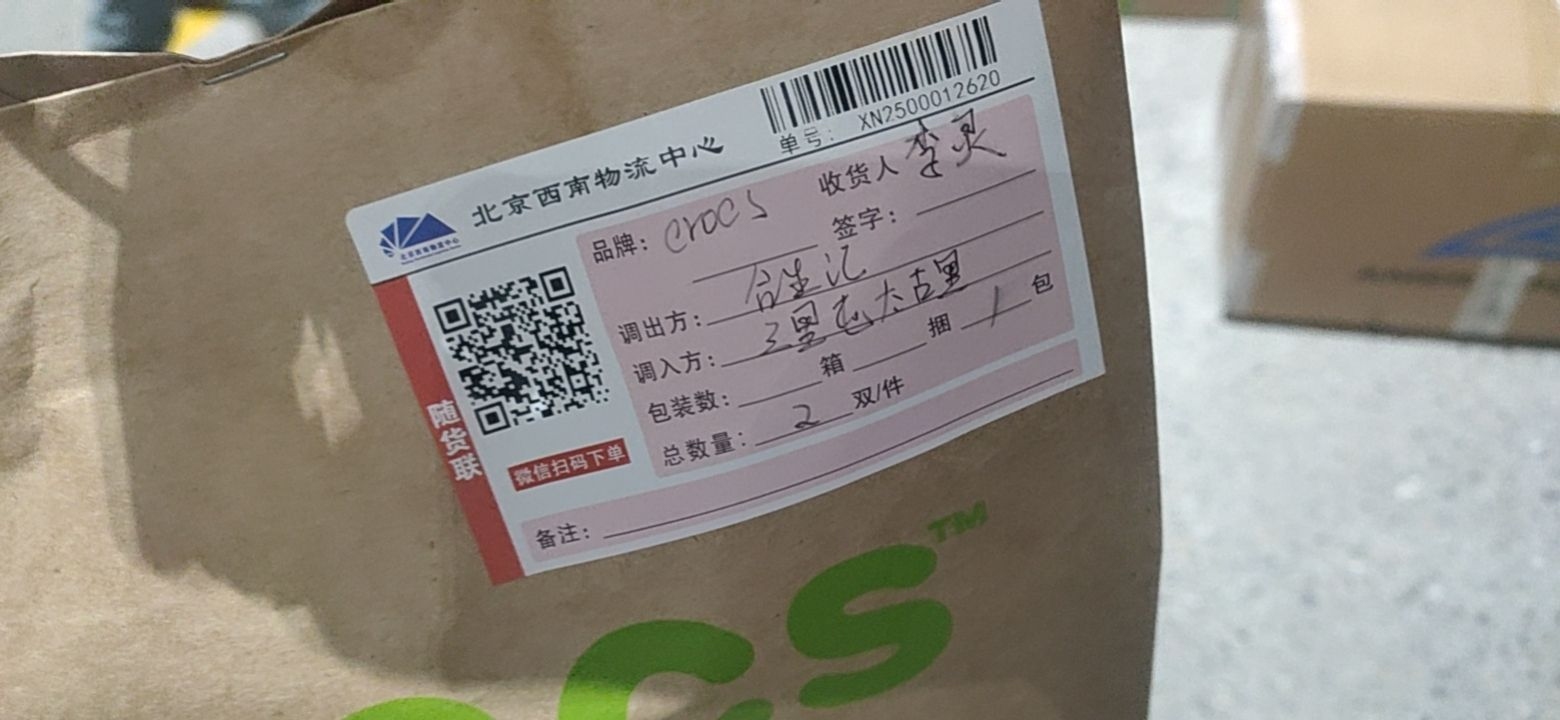 北京西南物流中心
单号: XN2500012620
品牌: crocs 收货人 李灵
签字:
调出方: 合生汇
调入方: 三里屯太古里
包装数: 箱 捆 1 包
总数量: 2 双/件
备注:
随货联
微信扫码下单
cs™